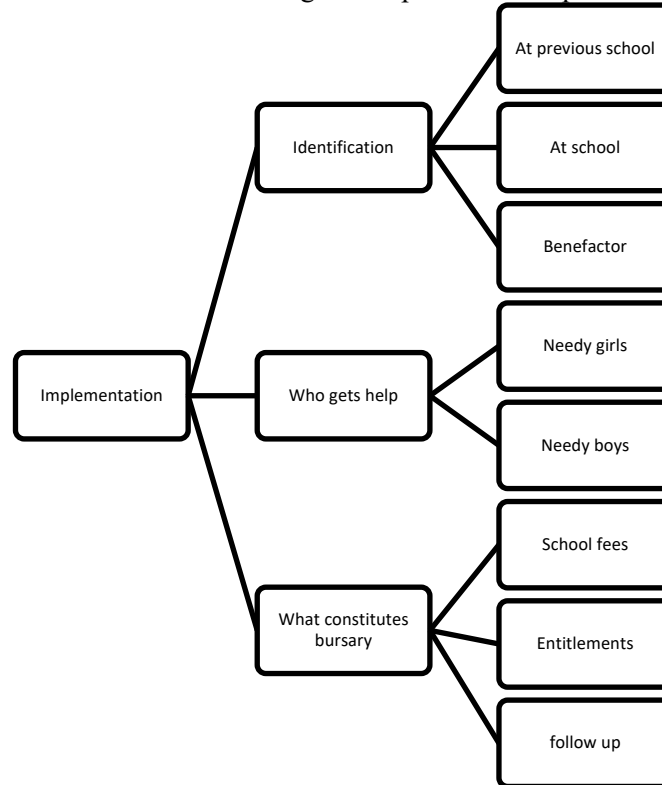 At previous school
Identification
At school
Benefactor
Implementation
Who gets help
Needy girls
Needy boys
What constitutes
bursary
School fees
Entitlements
follow up